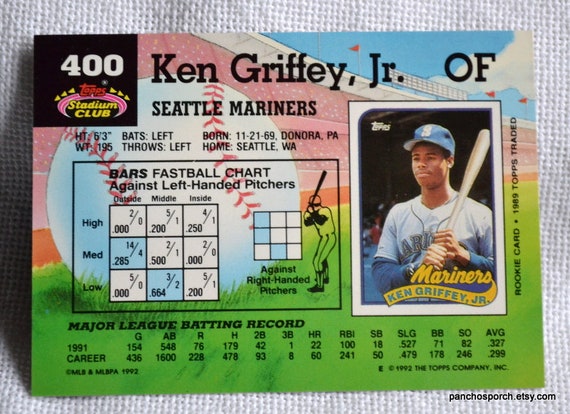 400
Topps
Stadium
CLUB
Ken Griffey, Jr. OF
SEATTLE MARINERS
HT: 6'3" BATS: LEFT BORN: 11-21-69, DONORA, PA
WT: 195 THROWS: LEFT HOME: SEATTLE, WA
BARS FASTBALL CHART
Against Left-Handed Pitchers
Outside Middle Inside
High 2/0 .000 5/1 .200 4/1 .250
Med 14/4 .285 2/1 .500 2/0 .000
Low 5/0 .000 3/2 .664 5/1 .200
Against
Right-Handed
Pitchers
Topps
MARINERS
Mariners
KEN GRIFFEY, JR.
ROOKIE CARD • 1989 TOPPS TRADED
MAJOR LEAGUE BATTING RECORD
G AB R H 2B 3B HR RBI SB SLG BB SO AVG
1991 154 548 76 179 42 1 22 100 18 .527 71 82 .327
CAREER 436 1600 228 478 93 8 60 241 50 .479 178 246 .299
©MLB & MLBPA 1992
E ©1992 THE TOPPS COMPANY, INC.
panchosporch.etsy.com